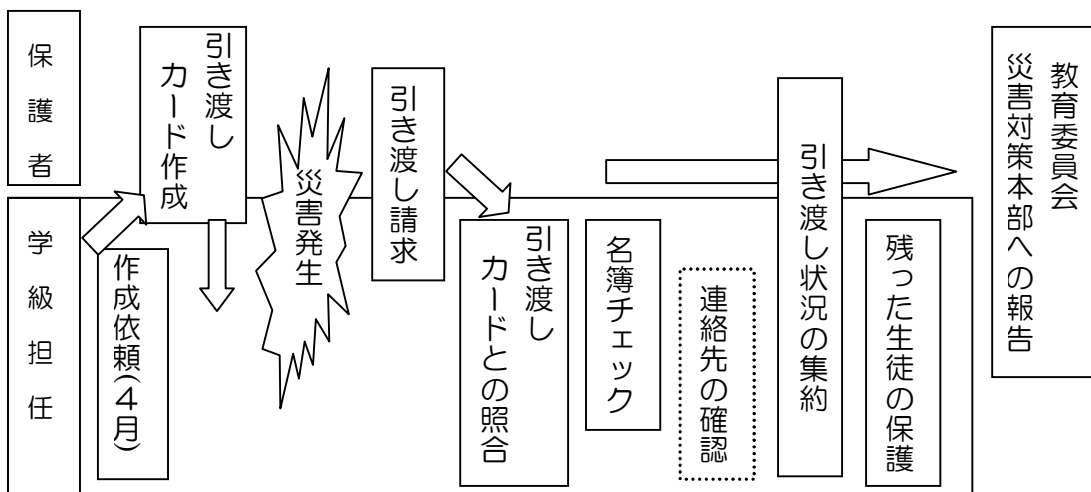 保護者
学級担任
作成依頼(4月)
引き渡し
カード作成
災害発生
引き渡し請求
引き渡し
カードとの照合
名簿チェック
連絡先の確認
引き渡し状況の集約
残った生徒の保護
教育委員会
災害対策本部への報告